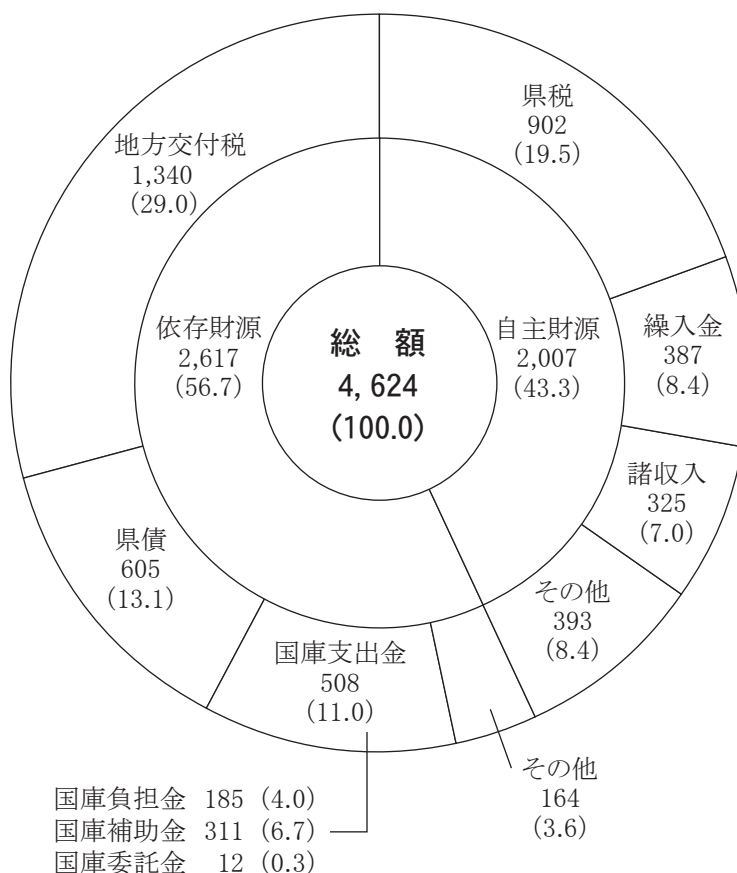 県税
902
(19.5)
地方交付税
1,340
(29.0)
依存財源
2,617
(56.7)
総　額
4,624
(100.0)
自主財源
2,007
(43.3)
繰入金
387
(8.4)
諸収入
325
(7.0)
県債
605
(13.1)
その他
393
(8.4)
国庫支出金
508
(11.0)
その他
164
(3.6)
国庫負担金 185 (4.0)
国庫補助金 311 (6.7)
国庫委託金 12 (0.3)